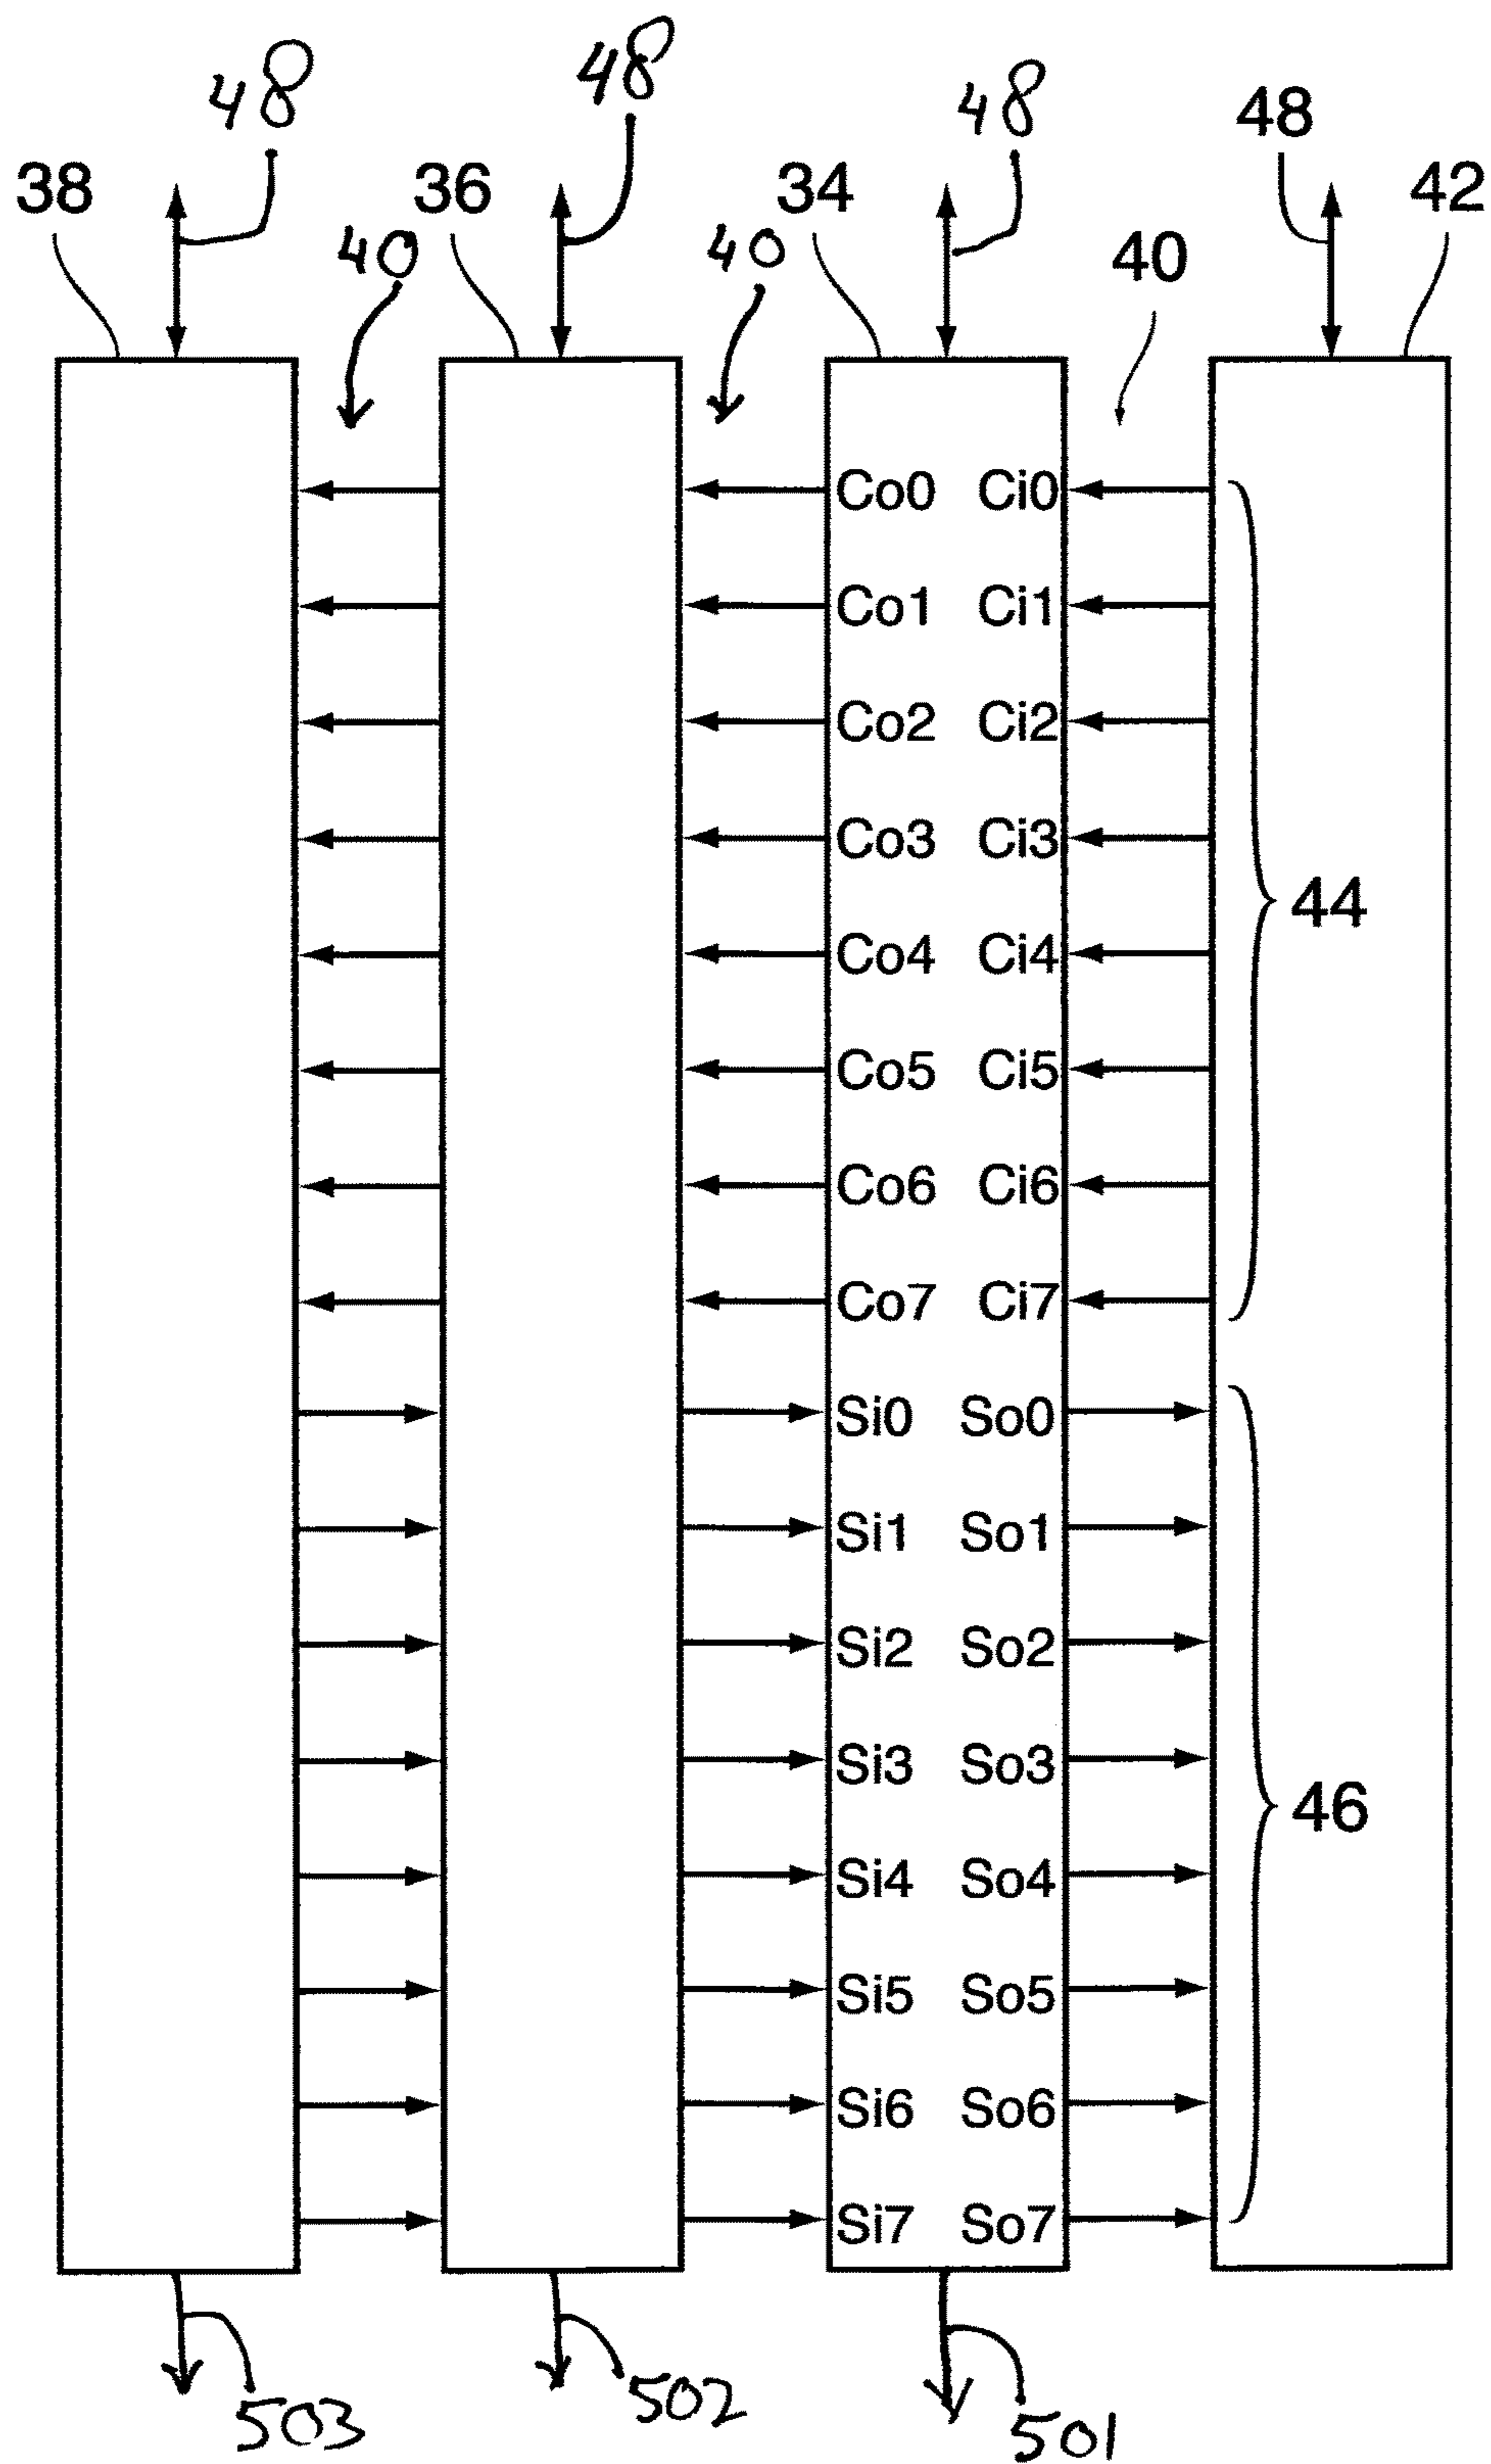 48 48 48 48
38 36 34 42
40 40 40
Co0 Ci0
Co1 Ci1
Co2 Ci2
Co3 Ci3
44
Co4 Ci4
Co5 Ci5
Co6 Ci6
Co7 Ci7
Si0 So0
Si1 So1
Si2 So2
Si3 So3
46
Si4 So4
Si5 So5
Si6 So6
Si7 So7
503 502 501